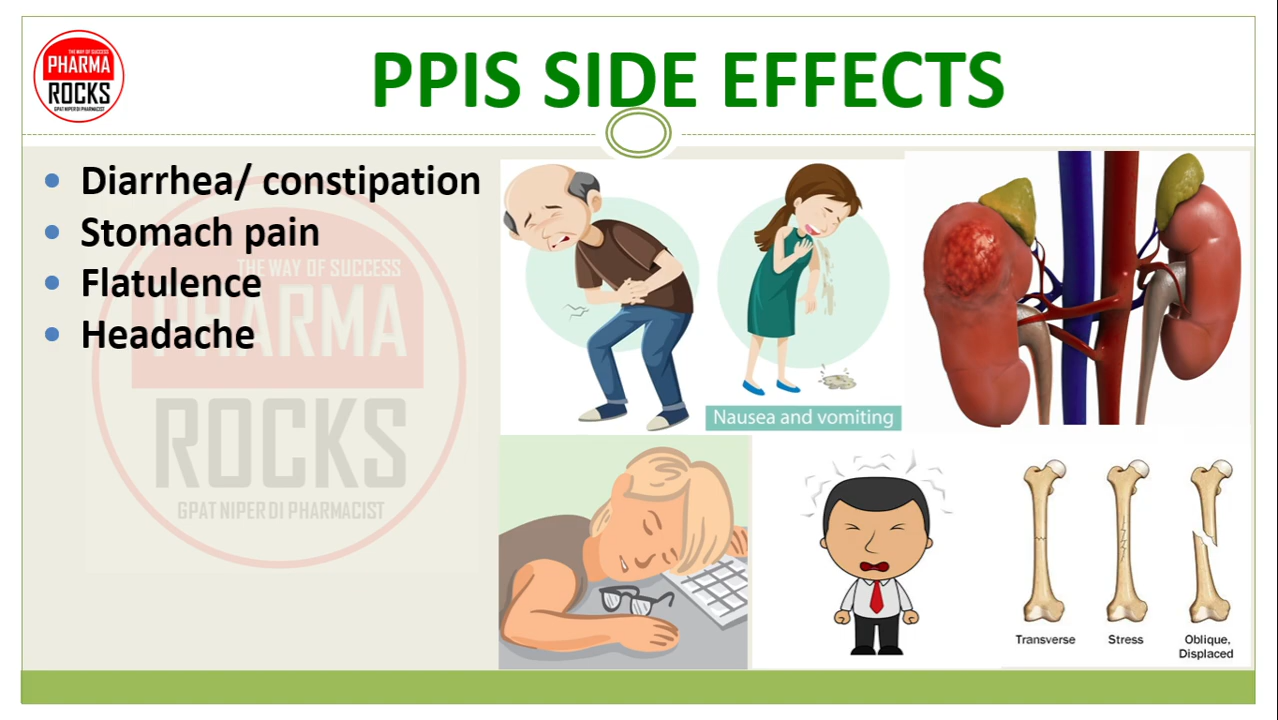 THE WAY OF SUCCESS
PHARMA
ROCKS
GPAT NIPER DI PHARMACIST
PPIS SIDE EFFECTS
• Diarrhea/ constipation
• Stomach pain
• Flatulence
• Headache
THE WAY OF SUCCESS
PHARMA
ROCKS
GPAT NIPER DI PHARMACIST
Nausea and vomiting
Transverse
Stress
Oblique,
Displaced